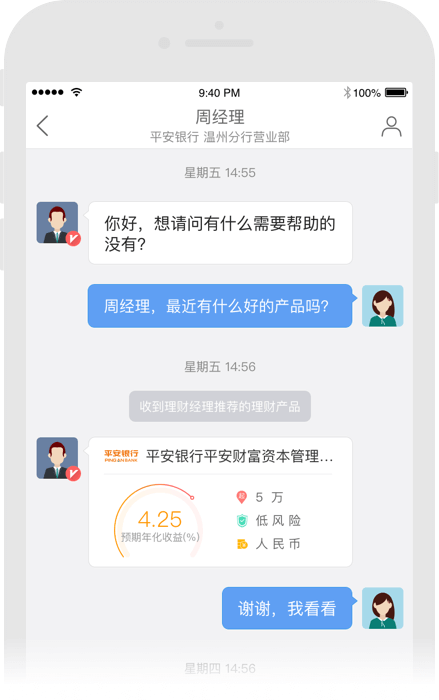 9:40 PM
100%
周经理
平安银行 温州分行营业部
星期五 14:55
你好，想请问有什么需要帮助的
没有？
周经理，最近有什么好的产品吗？
星期五 14:56
收到理财经理推荐的理财产品
平安银行
PING AN BANK
平安银行平安财富资本管理…
4.25
预期年化收益(%)
起
5 万
低风险
人民币
谢谢，我看看
星期四 14:56